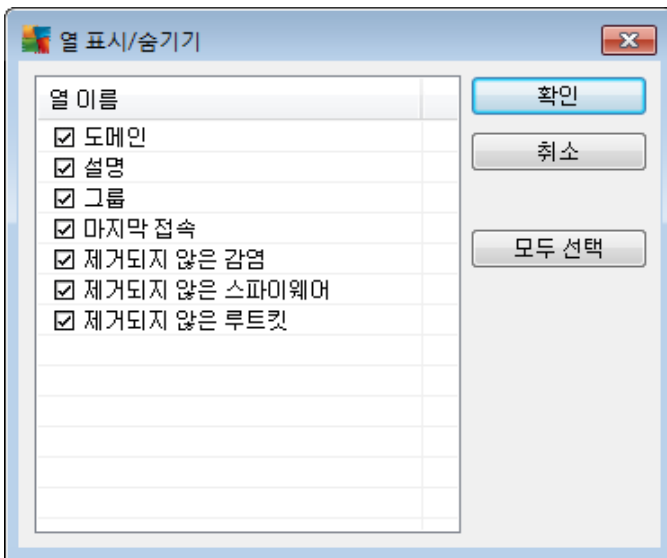 열 표시/숨기기
열 이름
도메인
설명
그룹
마지막 접속
제거되지 않은 감염
제거되지 않은 스파이웨어
제거되지 않은 루트킷
확인
취소
모두 선택